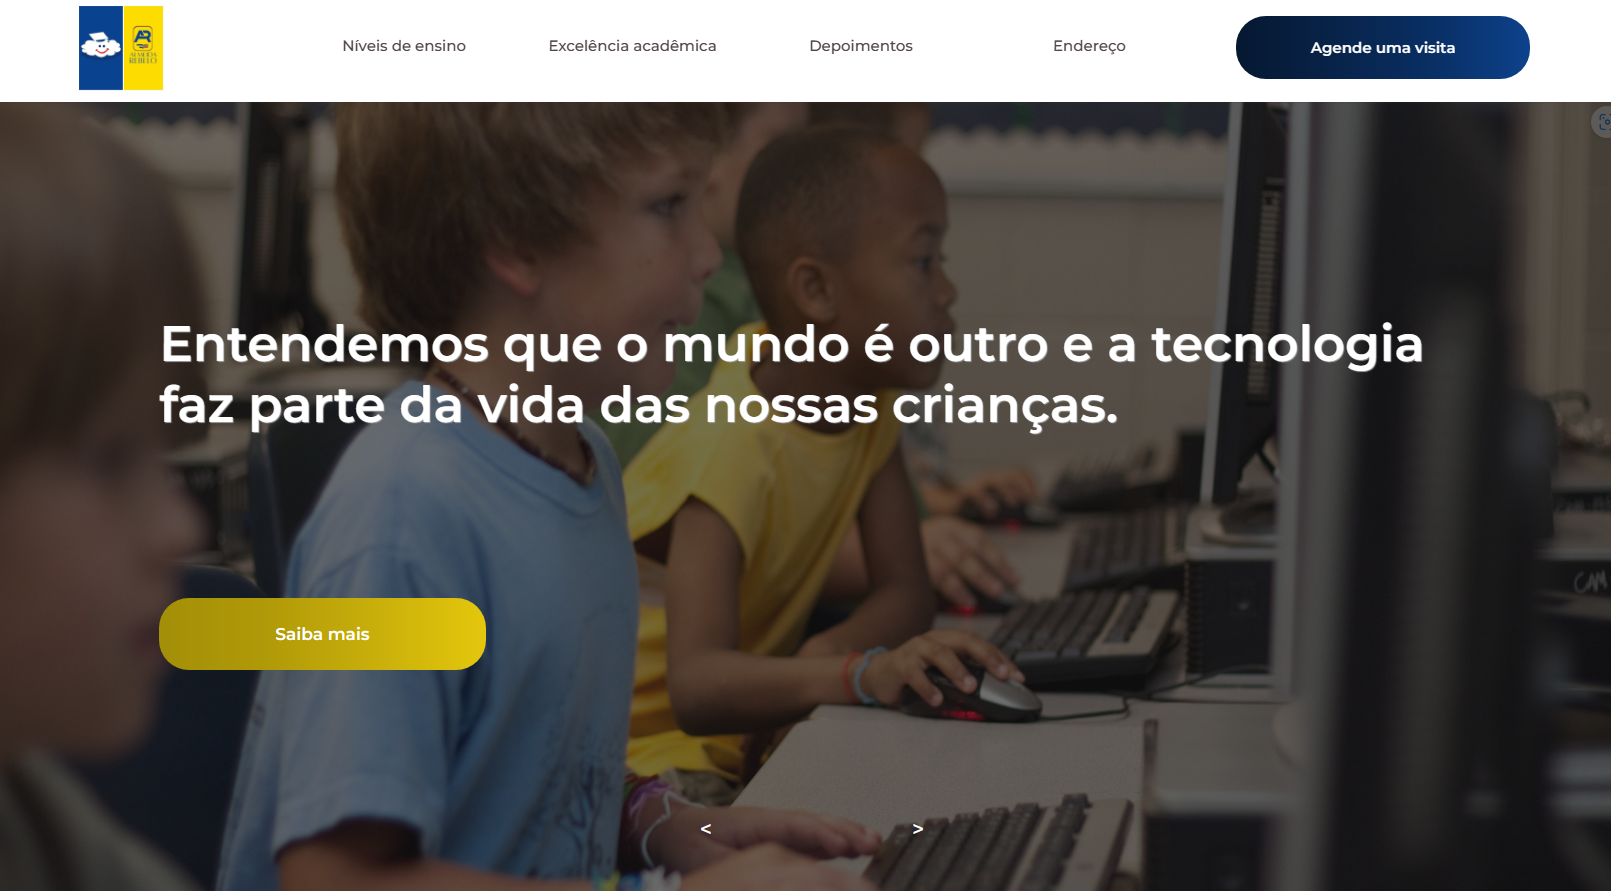 AR
REBELO
Níveis de ensino
Excelência acadêmica
Depoimentos
Endereço
Agende uma visita
Entendemos que o mundo é outro e a tecnologia
faz parte da vida das nossas crianças.
Saiba mais
CAM
<
>